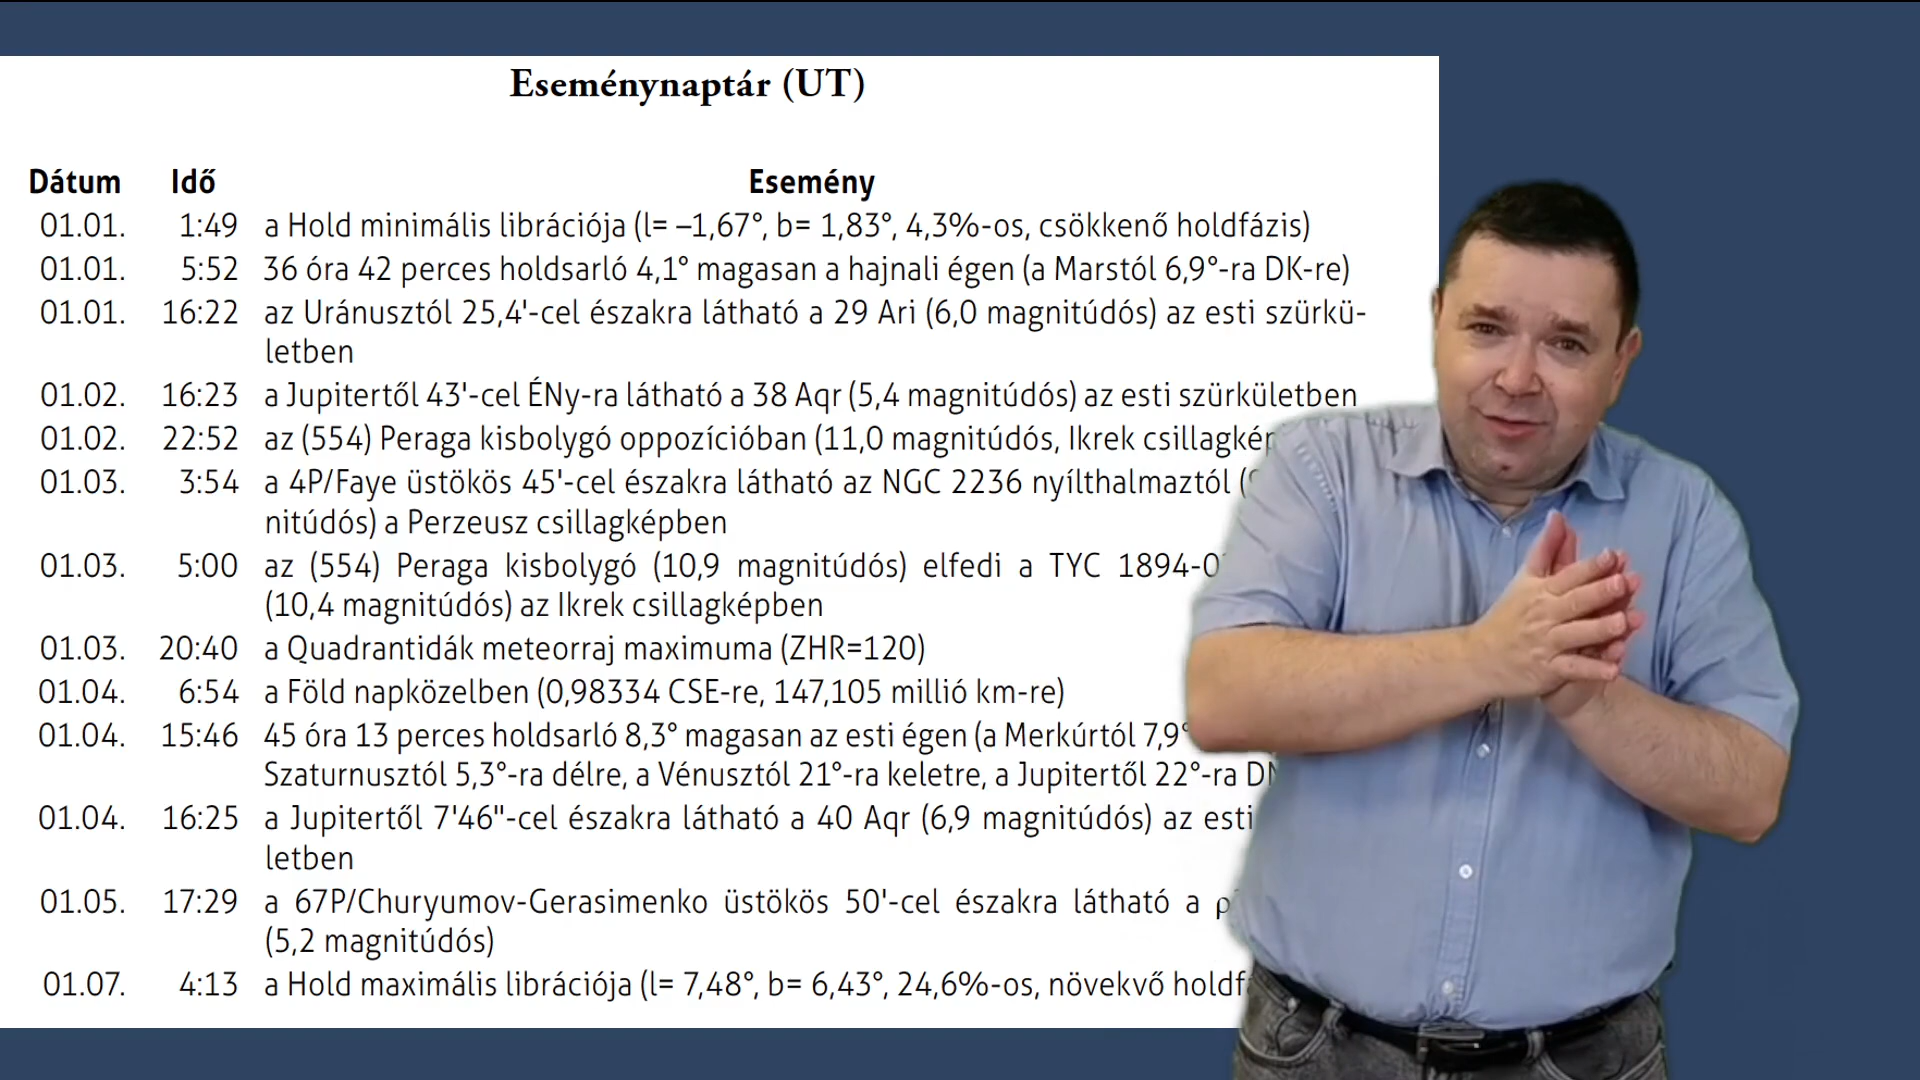 Eseménynaptár (UT)
Dátum Idő Esemény
01.01. 1:49 a Hold minimális librációja (l= –1,67°, b= 1,83°, 4,3%-os, csökkenő holdfázis)
01.01. 5:52 36 óra 42 perces holdsarló 4,1° magasan a hajnali égen (a Marstól 6,9°-ra DK-re)
01.01. 16:22 az Uránusztól 25,4'-cel északra látható a 29 Ari (6,0 magnitúdós) az esti szürkü-
letben
01.02. 16:23 a Jupitertől 43'-cel ÉNy-ra látható a 38 Aqr (5,4 magnitúdós) az esti szürkületben
01.02. 22:52 az (554) Peraga kisbolygó oppozícióban (11,0 magnitúdós, Ikrek
01.03. 3:54 a 4P/Faye üstökös 45'-cel északra látható az NGC 2236 nyílthalmaztól
nitúdós) a Perzeusz csillagképben
01.03. 5:00 az (554) Peraga kisbolygó (10,9 magnitúdós) elfedi a TYC
(10,4 magnitúdós) az Ikrek csillagképben
01.03. 20:40 a Quadrantidák meteorraj maximuma (ZHR=120)
01.04. 6:54 a Föld napközelben (0,98334 CSE-re, 147,105 millió km-re)
01.04. 15:46 45 óra 13 perces holdsarló 8,3° magasan az esti égen (a Merkúrtól 7,9°
Szaturnusztól 5,3°-ra délre, a Vénusztól 21°-ra keletre, a Jupitertől 22°-ra
01.04. 16:25 a Jupitertől 7'46"-cel északra látható a 40 Aqr (6,9 magnitúdós) az esti
letben
01.05. 17:29 a 67P/Churyumov-Gerasimenko üstökös 50'-cel északra látható a
(5,2 magnitúdós)
01.07. 4:13 a Hold maximális librációja (l= 7,48°, b= 6,43°, 24,6%-os, növekvő